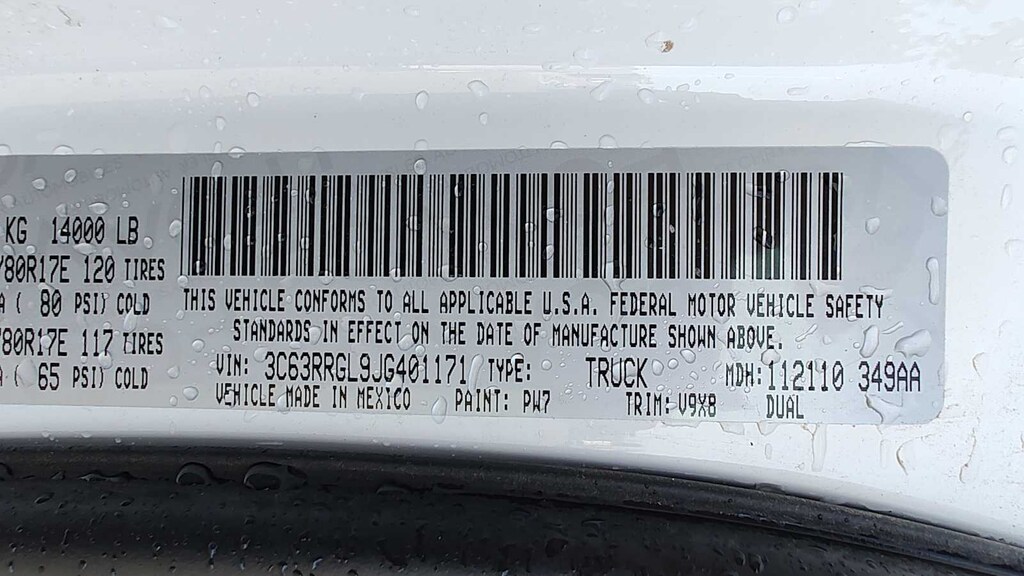 KG 14000 LB
/80R17E 120 TIRES
A ( 80 PSI) COLD
/80R17E 117 TIRES
A ( 65 PSI) COLD
THIS VEHICLE CONFORMS TO ALL APPLICABLE U.S.A. FEDERAL MOTOR VEHICLE SAFETY
STANDARDS IN EFFECT ON THE DATE OF MANUFACTURE SHOWN ABOVE.
VIN: 3C63RRGL9JG401171 TYPE: TRUCK MDH: 112110 349AA
VEHICLE MADE IN MEXICO PAINT: PW7 TRIM: V9X8 DUAL